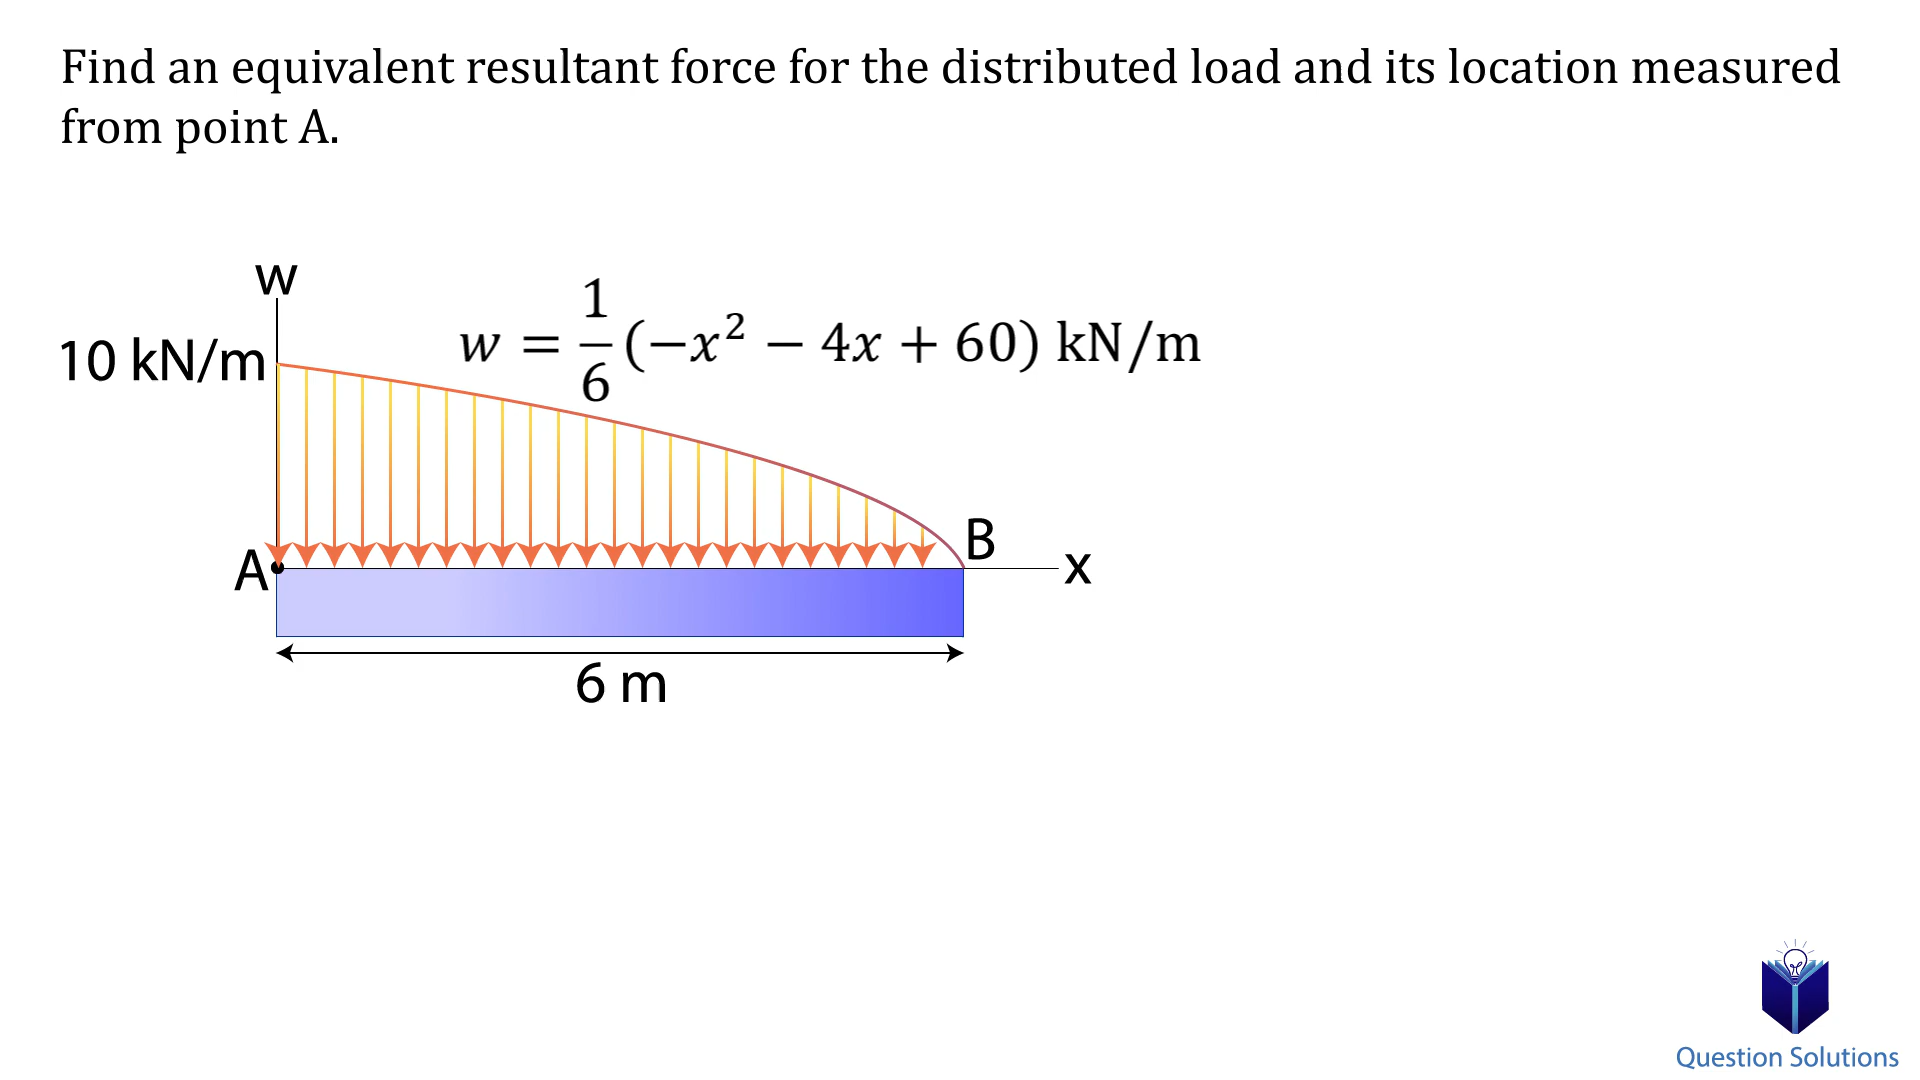 Find an equivalent resultant force for the distributed load and its location measured
from point A.
w
w = 1/6 (−x² − 4x + 60) kN/m
10 kN/m
B
A
x
6 m
Question Solutions